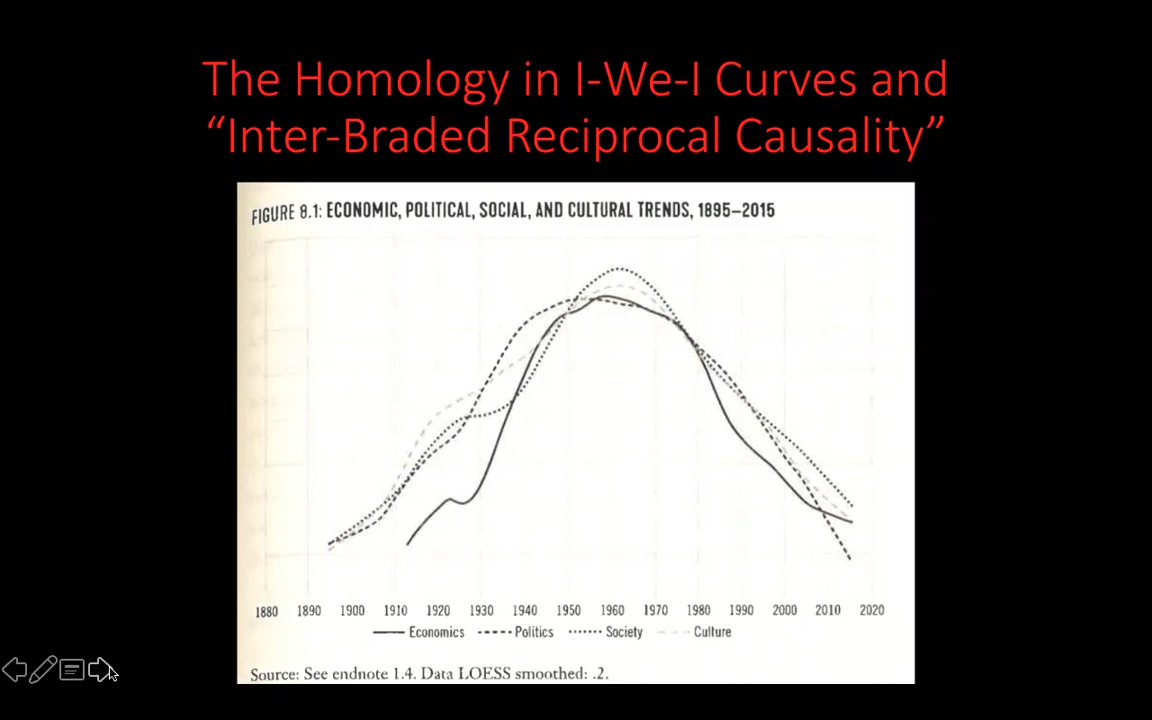 The Homology in I-We-I Curves and
“Inter-Braded Reciprocal Causality”
FIGURE 8.1: ECONOMIC, POLITICAL, SOCIAL, AND CULTURAL TRENDS, 1895–2015
1880 1890 1900 1910 1920 1930 1940 1950 1960 1970 1980 1990 2000 2010 2020
Economics Politics Society Culture
Source: See endnote 1.4. Data LOESS smoothed: .2.